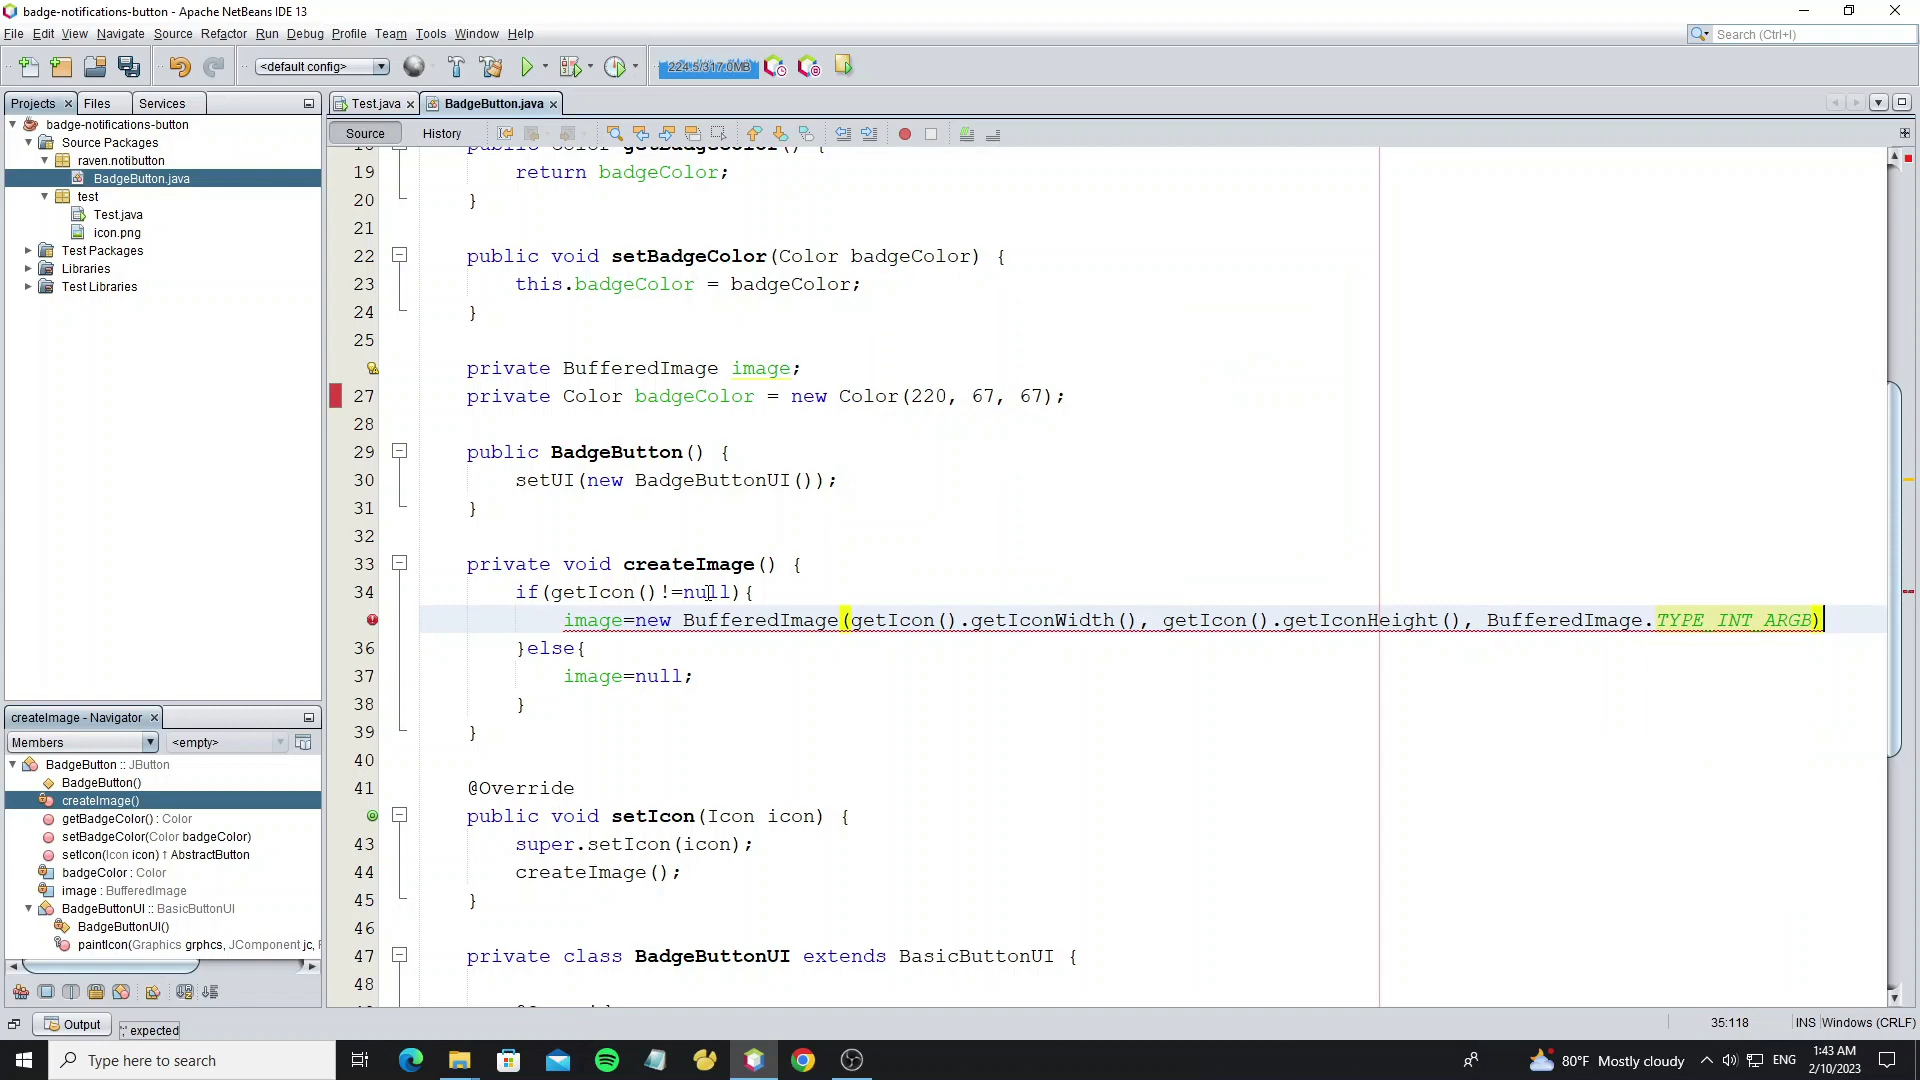 badge-notifications-button - Apache NetBeans IDE 13
File Edit View Navigate Source Refactor Run Debug Profile Team Tools Window Help
Search (Ctrl+I)
<default config>
224.5/317.0MB
Projects Files Services
Test.java BadgeButton.java
Source History
badge-notifications-button
Source Packages
raven.notibutton
BadgeButton.java
test
Test.java
icon.png
Test Packages
Libraries
Test Libraries
public Color getBadgeColor() {
19 return badgeColor;
20 }
21
22 public void setBadgeColor(Color badgeColor) {
23 this.badgeColor = badgeColor;
24 }
25
private BufferedImage image;
27 private Color badgeColor = new Color(220, 67, 67);
28
29 public BadgeButton() {
30 setUI(new BadgeButtonUI());
31 }
32
33 private void createImage() {
34 if(getIcon()!=null){
image=new BufferedImage(getIcon().getIconWidth(), getIcon().getIconHeight(), BufferedImage.TYPE_INT_ARGB)
36 }else{
37 image=null;
38 }
39 }
40
41 @Override
public void setIcon(Icon icon) {
43 super.setIcon(icon);
44 createImage();
45 }
46
47 private class BadgeButtonUI extends BasicButtonUI {
48
createImage - Navigator
Members <empty>
BadgeButton :: JButton
BadgeButton()
createImage()
getBadgeColor() : Color
setBadgeColor(Color badgeColor)
setIcon(Icon icon) ↑ AbstractButton
badgeColor : Color
image : BufferedImage
BadgeButtonUI :: BasicButtonUI
BadgeButtonUI()
paintIcon(Graphics grphcs, JComponent jc,
Output ';' expected
35:118 INS Windows (CRLF)
Type here to search
80°F Mostly cloudy
ENG
1:43 AM
2/10/2023